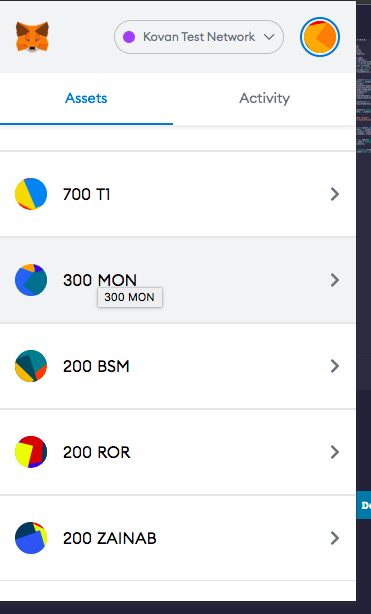 Kovan Test Network
Assets
Activity
700 T1
300 MON
300 MON
200 BSM
200 ROR
200 ZAINAB